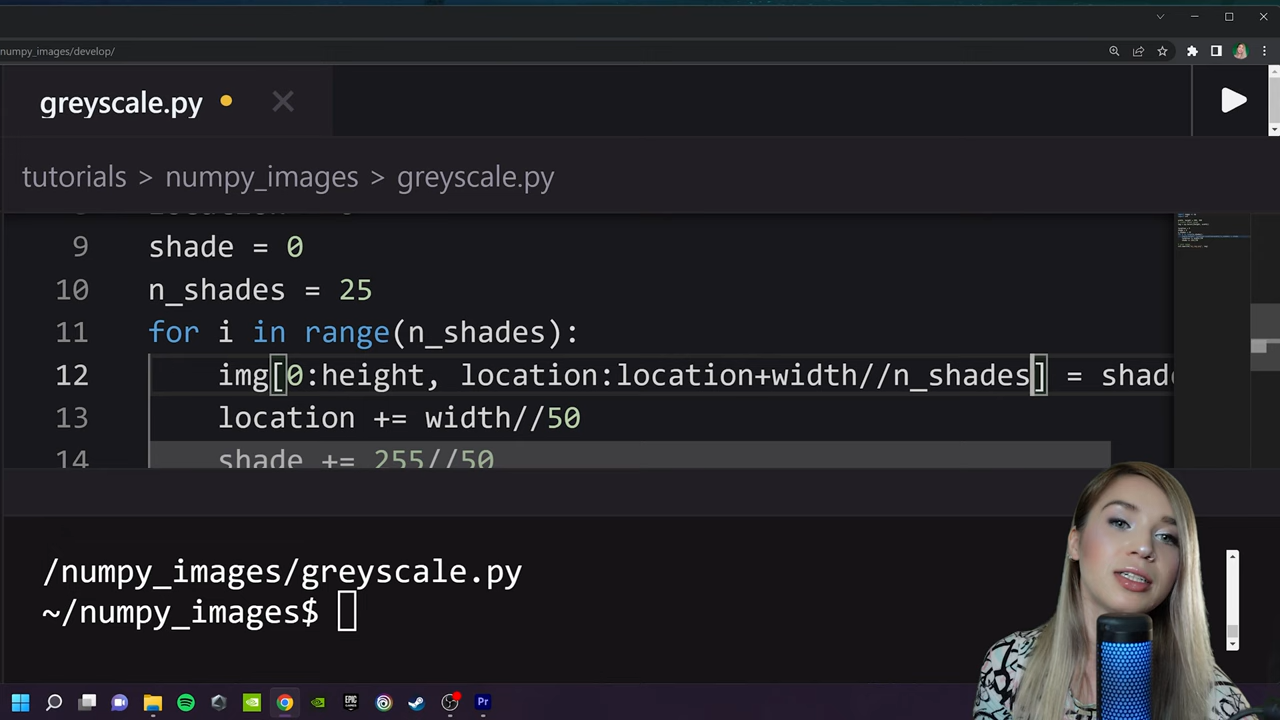 numpy_images/develop/
greyscale.py
tutorials > numpy_images > greyscale.py
9 shade = 0
10 n_shades = 25
11 for i in range(n_shades):
12 img[0:height, location:location+width//n_shades] = shade
13 location += width//50
14 shade += 255//50
/numpy_images/greyscale.py
~/numpy_images$
Pr